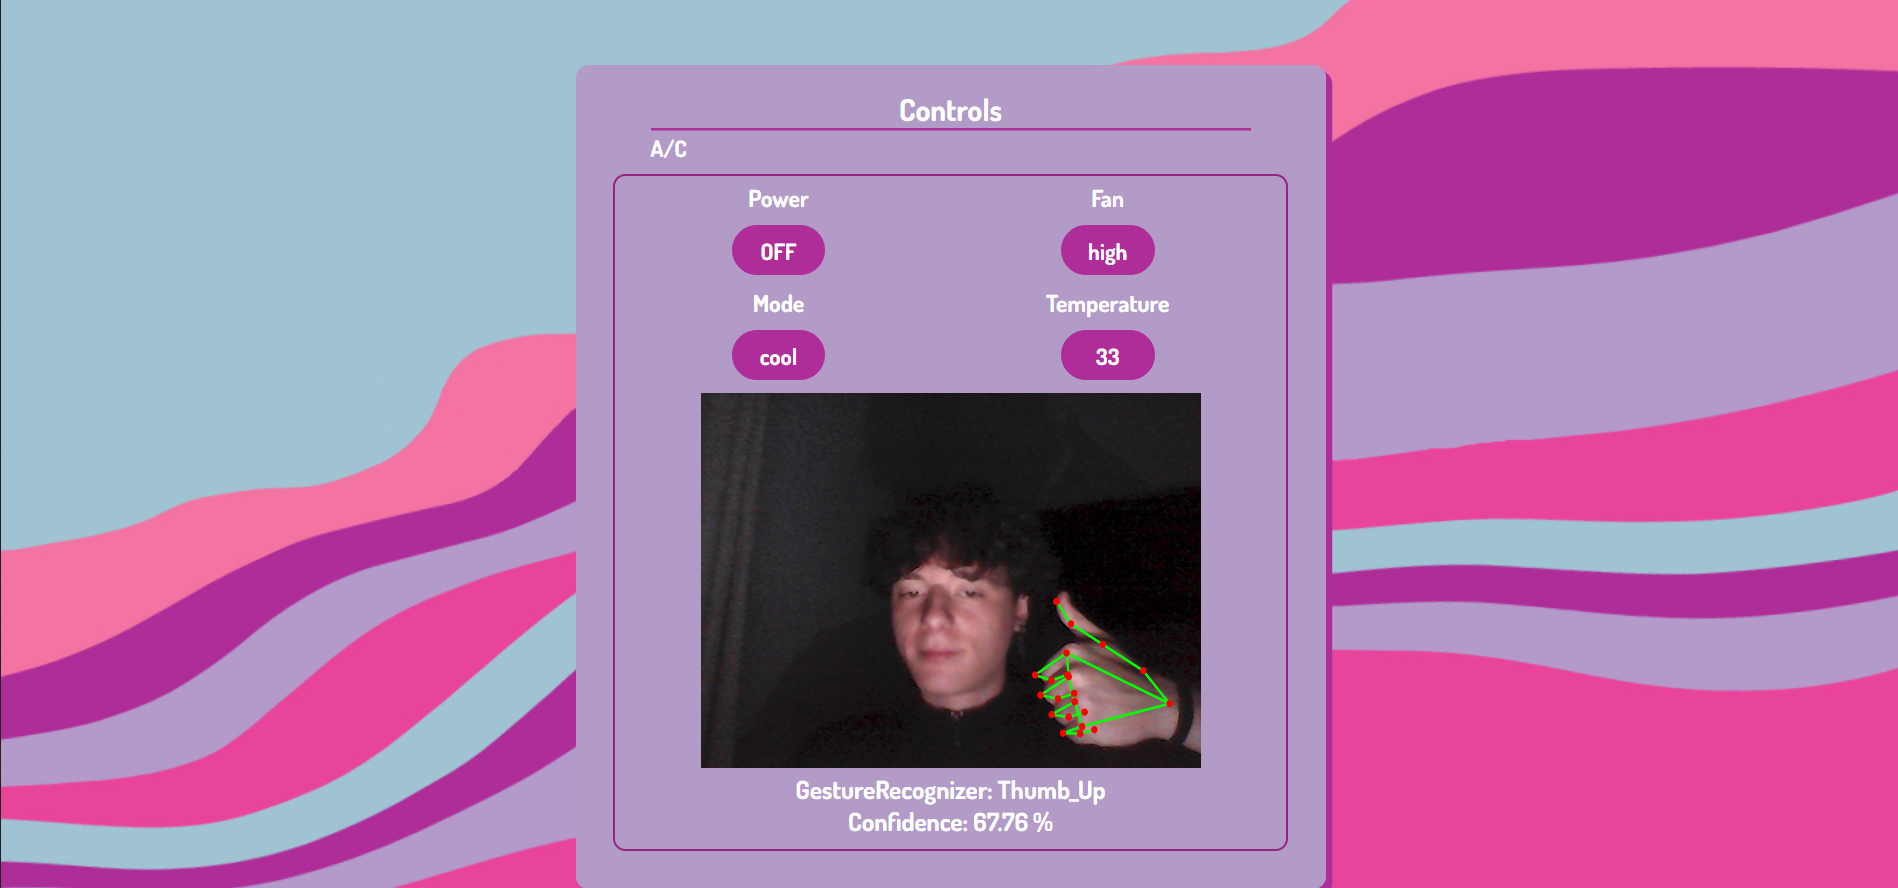 Controls
A/C
Power
Fan
OFF
high
Mode
Temperature
cool
33
GestureRecognizer: Thumb_Up
Confidence: 67.76 %